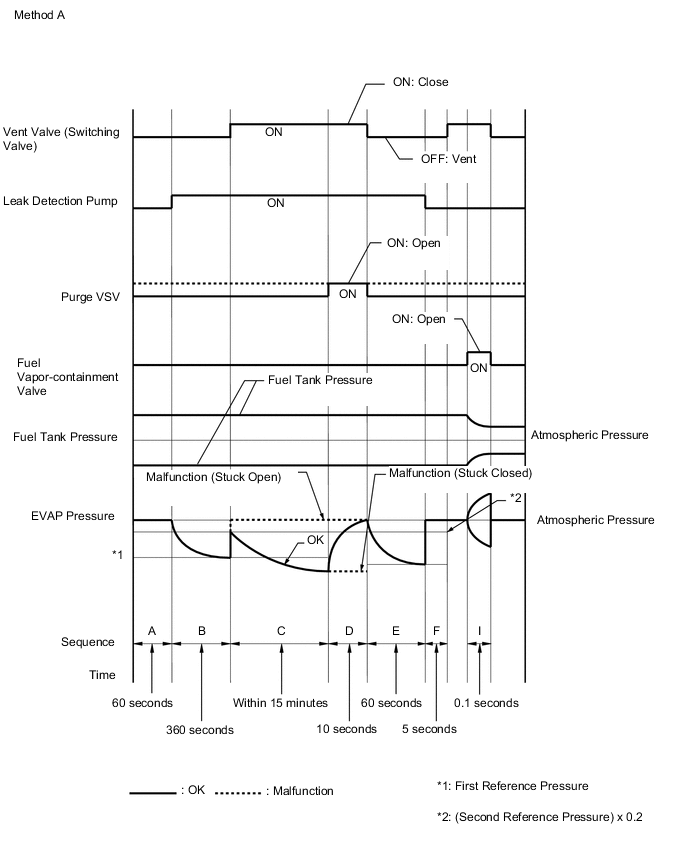 Method A
ON: Close
Vent Valve (Switching
Valve)
ON
OFF: Vent
Leak Detection Pump
ON
ON: Open
Purge VSV
ON
ON: Open
Fuel
Vapor-containment
Valve
ON
Fuel Tank Pressure
Fuel Tank Pressure
Atmospheric Pressure
Malfunction (Stuck Open)
Malfunction (Stuck Closed)
*2
EVAP Pressure
Atmospheric Pressure
OK
*1
Sequence
A
B
C
D
E
F
I
Time
60 seconds
Within 15 minutes
60 seconds
0.1 seconds
360 seconds
10 seconds
5 seconds
: OK
: Malfunction
*1: First Reference Pressure
*2: (Second Reference Pressure) x 0.2